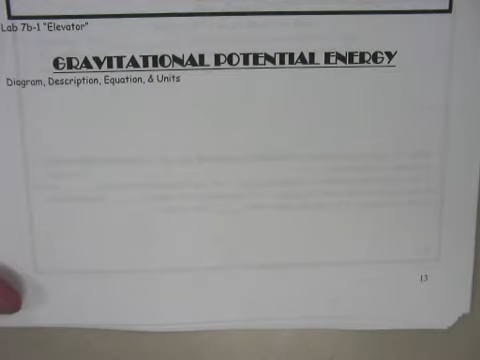 Lab 7b-1 "Elevator"
GRAVITATIONAL POTENTIAL ENERGY
Diagram, Description, Equation, & Units
13